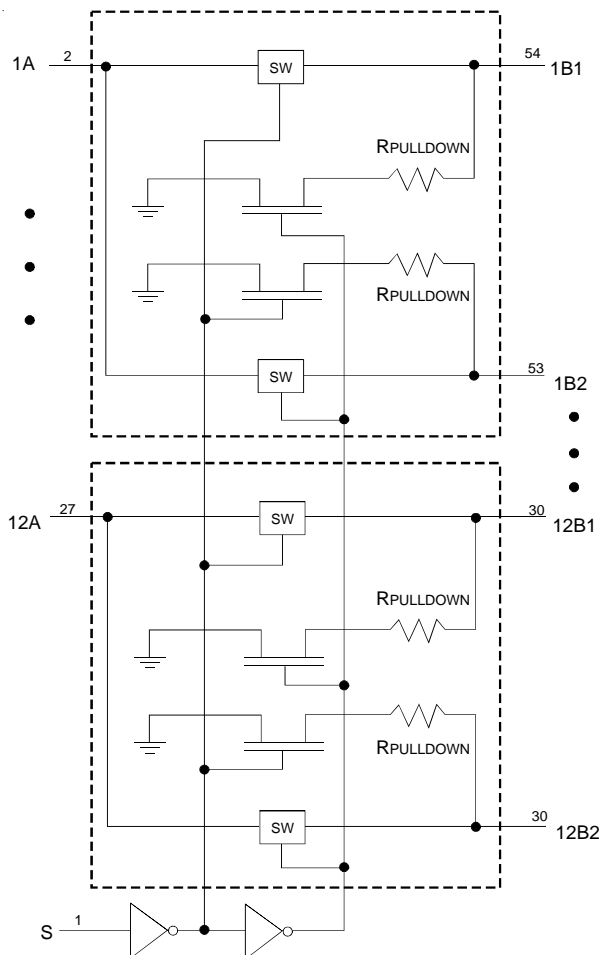 1A 2 SW 54 1B1
RPULLDOWN
RPULLDOWN
SW 53 1B2
12A 27 SW 30 12B1
RPULLDOWN
RPULLDOWN
SW 30 12B2
S 1